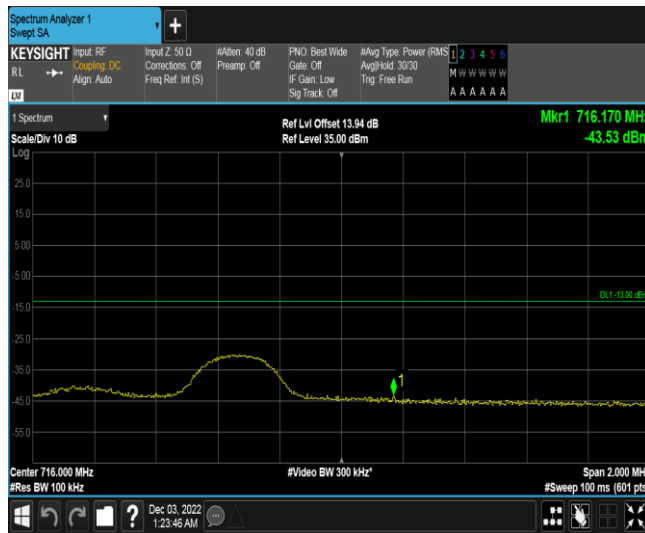 Spectrum Analyzer 1
Swept SA
+
KEYSIGHT
RL
LXI
Input: RF
Coupling: DC
Align: Auto
Input Z: 50 Ω
Corrections: Off
Freq Ref: Int (S)
#Atten: 40 dB
Preamp: Off
PNO: Best Wide
Gate: Off
IF Gain: Low
Sig Track: Off
#Avg Type: Power (RMS
Avg|Hold: 30/30
Trig: Free Run
1 2 3 4 5 6
M W W W W W
A A A A A A
1 Spectrum
Scale/Div 10 dB
Log
Ref Lvl Offset 13.94 dB
Ref Level 35.00 dBm
Mkr1 716.170 MH
-43.53 dBn
25.0
15.0
5.00
-5.00
DL1 -13.00 dBr
-15.0
-25.0
-35.0
1
-45.0
-55.0
Center 716.000 MHz
#Video BW 300 kHz*
Span 2.000 MH
#Res BW 100 kHz
#Sweep 100 ms (601 pts
?
Dec 03, 2022
1:23:46 AM